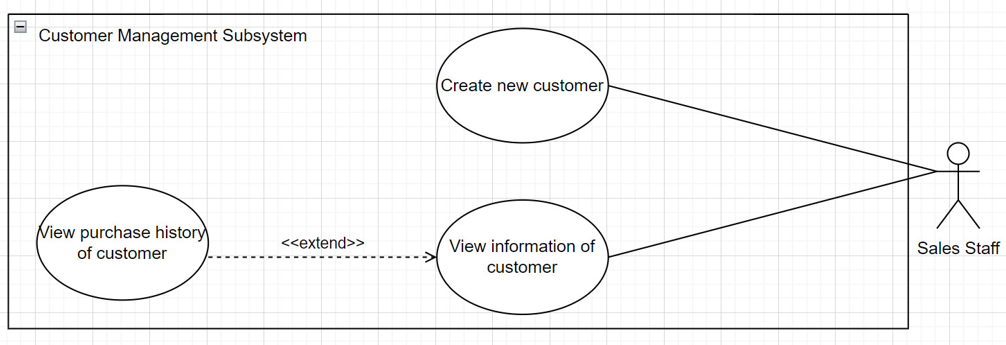 Customer Management Subsystem
Create new customer
View purchase history
of customer
<<extend>>
View information of
customer
Sales Staff